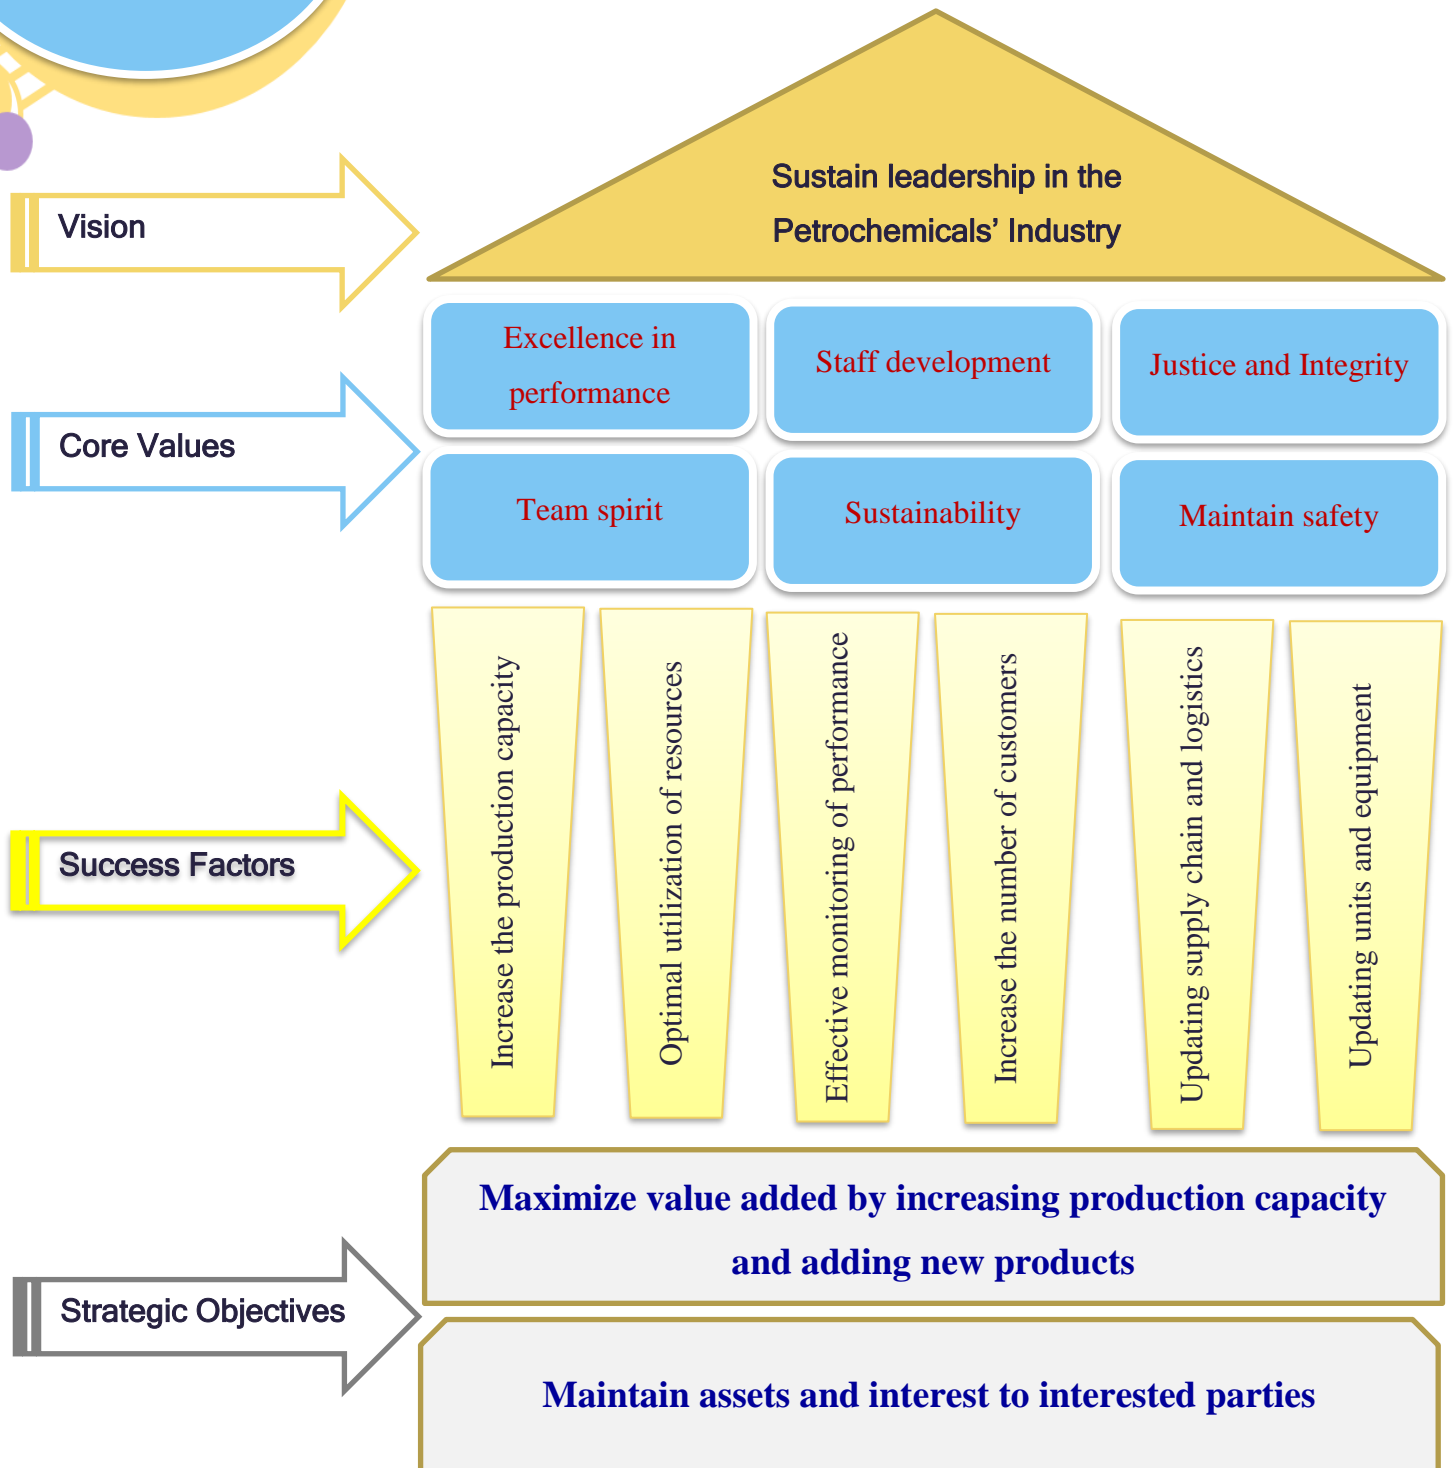 Vision
Sustain leadership in the
Petrochemicals’ Industry
Core Values
Excellence in
performance
Staff development
Justice and Integrity
Team spirit
Sustainability
Maintain safety
Success Factors
Increase the production capacity
Optimal utilization of resources
Effective monitoring of performance
Increase the number of customers
Updating supply chain and logistics
Updating units and equipment
Strategic Objectives
Maximize value added by increasing production capacity
and adding new products
Maintain assets and interest to interested parties